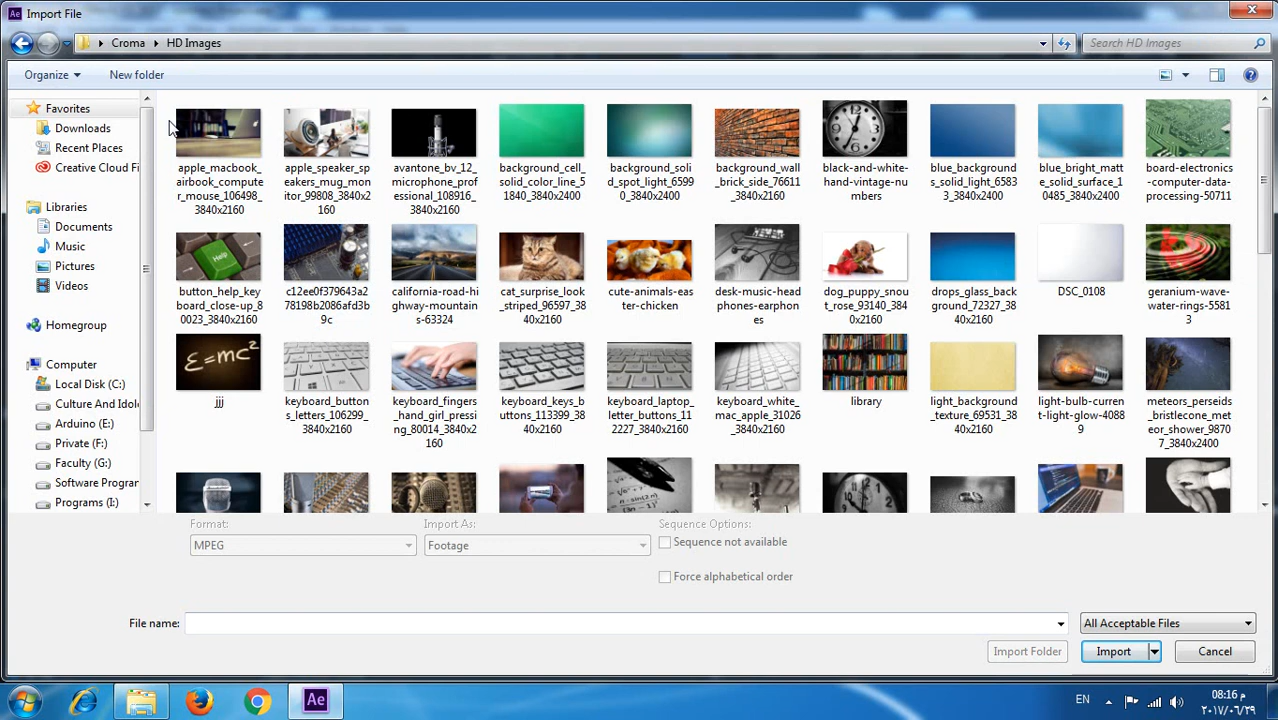 Import File
Croma
HD Images
Search HD Images
Organize
New folder
Favorites
Downloads
Recent Places
Creative Cloud Fi
Libraries
Documents
Music
Pictures
Videos
Homegroup
Computer
Local Disk (C:)
Culture And Idol
Arduino (E:)
Private (F:)
Faculty (G:)
Software Progran
Programs (I:)
apple_macbook_
airbook_compute
r_mouse_106498_
3840x2160
apple_speaker_sp
eakers_mug_mon
itor_99808_3840x2
160
avantone_bv_12_
microphone_prof
essional_108916_
3840x2160
background_cell_
solid_color_line_5
1840_3840x2400
background_soli
d_spot_light_6599
0_3840x2400
background_wall
_brick_side_76611
_3840x2160
black-and-white-
hand-vintage-nu
mbers
blue_background
s_solid_light_6583
3_3840x2160
blue_bright_matt
e_solid_surface_1
00485_3840x2400
board-electronics
-computer-data-
processing-50711
Help
button_help_key
board_close-up_8
0023_3840x2160
c12ee0f379643a2
78198b2086afd3b
9c
california-road-hi
ghway-mountain
s-63324
cat_surprise_look
_striped_96597_38
40x2160
cute-animals-eas
ter-chicken
desk-music-head
phones-earphon
es
dog_puppy_snou
t_rose_93140_384
0x2160
drops_glass_back
ground_72327_38
40x2160
DSC_0108
geranium-wave-
water-rings-5581
3
E=mc²
jjj
keyboard_button
s_letters_106299_
3840x2160
keyboard_fingers
_hand_girl_pressi
ng_80014_3840x2
160
keyboard_keys_b
uttons_113399_38
40x2160
keyboard_laptop_
letter_buttons_11
2227_3840x2160
keyboard_white_
mac_apple_31026
_3840x2160
library
light_background
_texture_69531_38
40x2160
light-bulb-curren
t-light-glow-4088
9
meteors_perseids
_bristlecone_met
eor_shower_9870
7_3840x2400
Format:
MPEG
Import As:
Footage
Sequence Options:
Sequence not available
Force alphabetical order
File name:
All Acceptable Files
Import Folder
Import
Cancel
Ae
EN
08:16 م
٢٠١٧/٠٦/٢٩